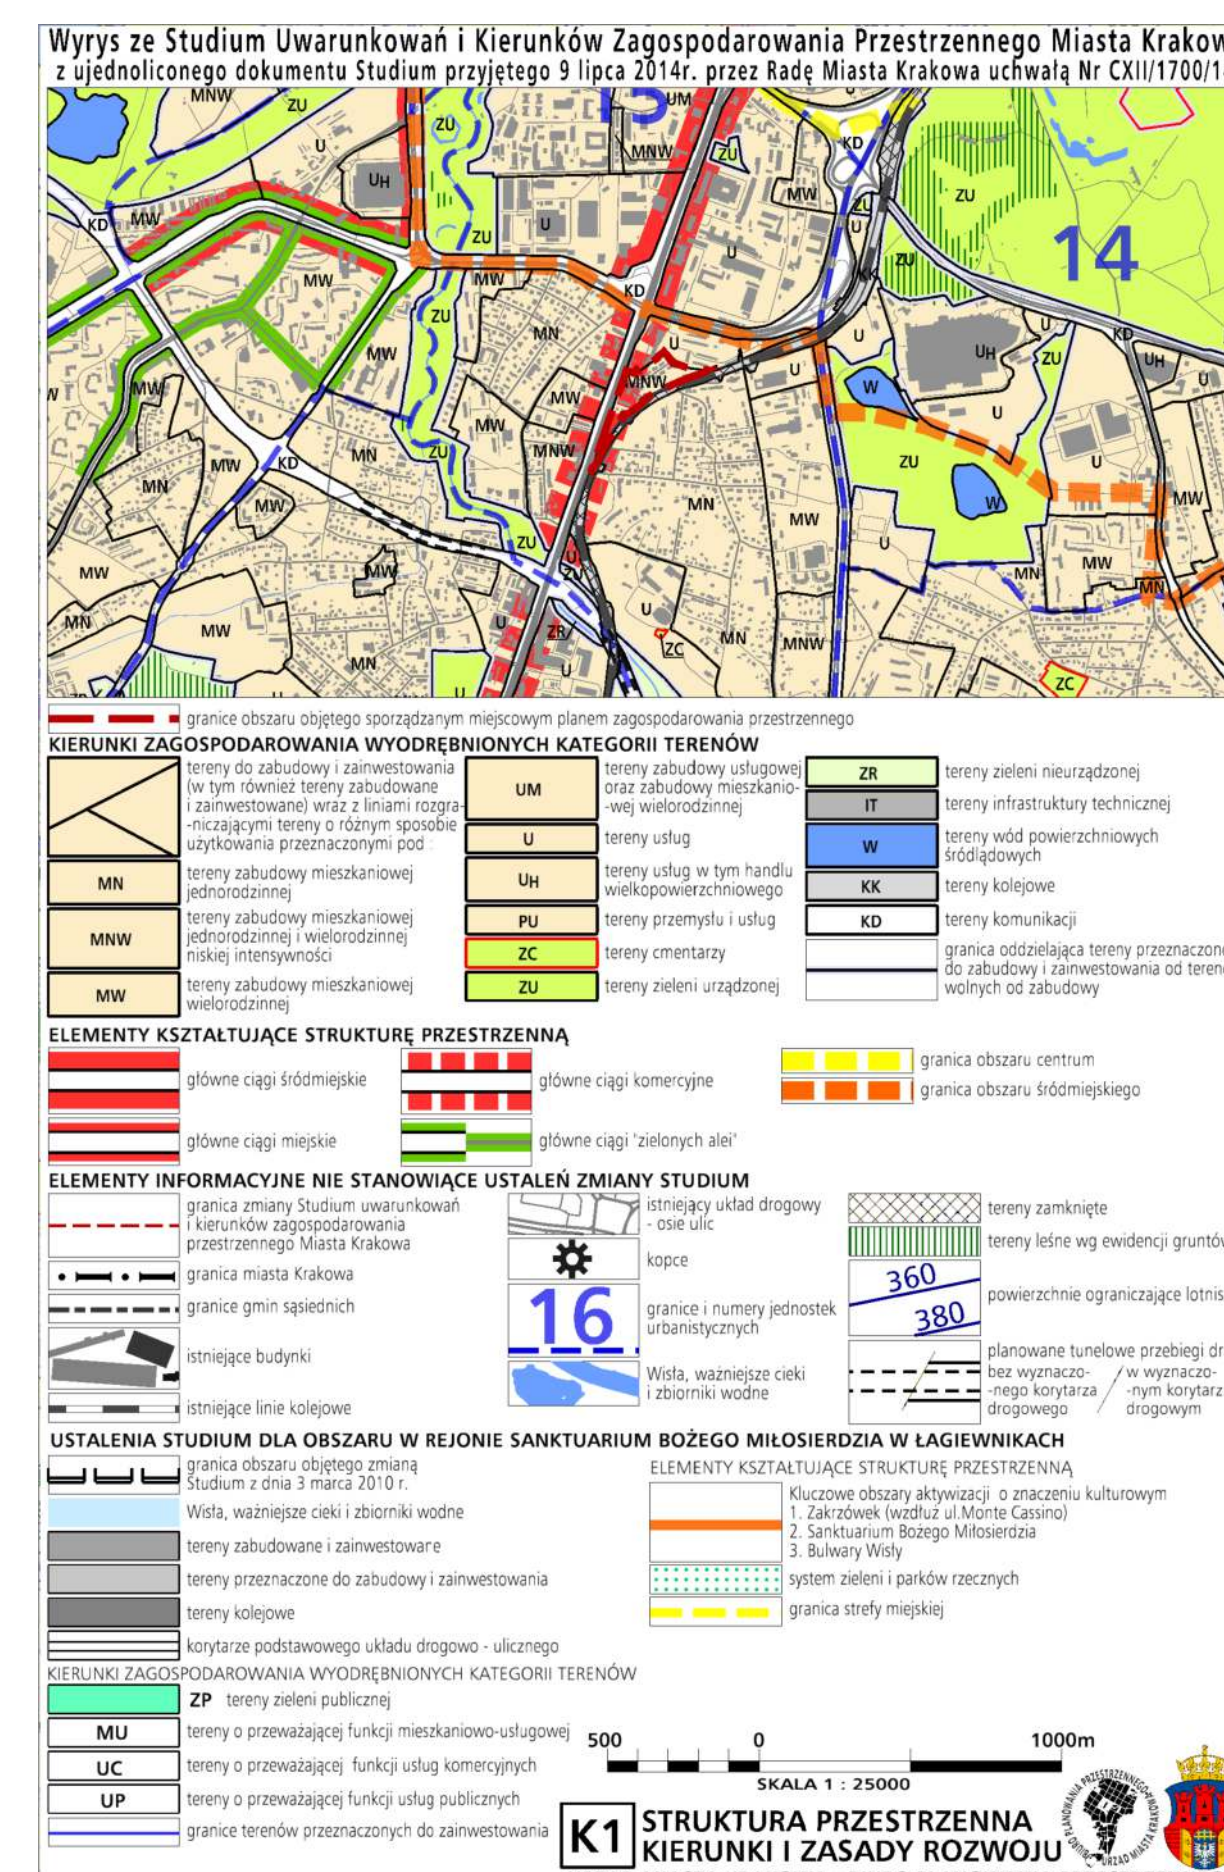 Wyrys ze Studium Uwarunkowań i Kierunków Zagospodarowania Przestrzennego Miasta Krakow
z ujednoliconego dokumentu Studium przyjętego 9 lipca 2014r. przez Radę Miasta Krakowa uchwałą Nr CXII/1700/1
MNW
ZU
U
UH
ZU
15
UM
MNW
ZU
KD
ZU
14
KD
MW
ZU
U
U
MW
ZU
U
KK
ZU
MW
MW
MN
KD
U
MNW
U
UH
U
ZU
KD
UH
U
MW
MW
ZU
MW
MW
MNW
W
U
W
MN
MW
KD
MN
ZU
MW
ZU
MN
MW
ZU
W
U
MW
MW
MW
ZU
U
ZU
U
MN
MW
MN
MN
MW
MN
U
ZR
U
U
ZC
MN
MNW
ZC
U
granice obszaru objętego sporządzanym miejscowym planem zagospodarowania przestrzennego
KIERUNKI ZAGOSPODAROWANIA WYODRĘBNIONYCH KATEGORII TERENÓW
tereny do zabudowy i zainwestowania
(w tym również tereny zabudowane
i zainwestowane) wraz z liniami rozgra-
-niczającymi tereny o różnym sposobie
użytkowania przeznaczonymi pod :
MN
tereny zabudowy mieszkaniowej
jednorodzinnej
MNW
tereny zabudowy mieszkaniowej
jednorodzinnej i wielorodzinnej
niskiej intensywności
MW
tereny zabudowy mieszkaniowej
wielorodzinnej
UM
tereny zabudowy usługowej
oraz zabudowy mieszkanio-
-wej wielorodzinnej
U
tereny usług
UH
tereny usług w tym handlu
wielkopowierzchniowego
PU
tereny przemysłu i usług
ZC
tereny cmentarzy
ZU
tereny zieleni urządzonej
ZR
tereny zieleni nieurządzonej
IT
tereny infrastruktury technicznej
W
tereny wód powierzchniowych
śródlądowych
KK
tereny kolejowe
KD
tereny komunikacji
granica oddzielająca tereny przeznaczon
do zabudowy i zainwestowania od teren
wolnych od zabudowy
ELEMENTY KSZTAŁTUJĄCE STRUKTURĘ PRZESTRZENNĄ
główne ciągi śródmiejskie
główne ciągi komercyjne
granica obszaru centrum
granica obszaru śródmiejskiego
główne ciągi miejskie
główne ciągi "zielonych alei"
ELEMENTY INFORMACYJNE NIE STANOWIĄCE USTALEŃ ZMIANY STUDIUM
granica zmiany Studium uwarunkowań
i kierunków zagospodarowania
przestrzennego Miasta Krakowa
granica miasta Krakowa
granice gmin sąsiednich
istniejące budynki
istniejące linie kolejowe
istniejący układ drogowy
- osie ulic
kopce
16
granice i numery jednostek
urbanistycznych
Wisła, ważniejsze cieki
i zbiorniki wodne
tereny zamknięte
tereny leśne wg ewidencji gruntów
360
380
powierzchnie ograniczające lotnis
planowane tunelowe przebiegi dr
bez wyznaczo-
-nego korytarza
drogowego
w wyznaczo-
-nym korytarz
drogowym
USTALENIA STUDIUM DLA OBSZARU W REJONIE SANKTUARIUM BOŻEGO MIŁOSIERDZIA W ŁAGIEWNIKACH
granica obszaru objętego zmianą
Studium z dnia 3 marca 2010 r.
Wisła, ważniejsze cieki i zbiorniki wodne
tereny zabudowane i zainwestowane
tereny przeznaczone do zabudowy i zainwestowania
tereny kolejowe
korytarze podstawowego układu drogowo - ulicznego
ELEMENTY KSZTAŁTUJĄCE STRUKTURĘ PRZESTRZENNĄ
Kluczowe obszary aktywizacji o znaczeniu kulturowym
1. Zakrzówek (wzdłuż ul.Monte Cassino)
2. Sanktuarium Bożego Miłosierdzia
3. Bulwary Wisły
system zieleni i parków rzecznych
granica strefy miejskiej
KIERUNKI ZAGOSPODAROWANIA WYODRĘBNIONYCH KATEGORII TERENÓW
ZP tereny zieleni publicznej
MU
tereny o przeważającej funkcji mieszkaniowo-usługowej
UC
tereny o przeważającej funkcji usług komercyjnych
UP
tereny o przeważającej funkcji usług publicznych
granice terenów przeznaczonych do zainwestowania
500 0 1000m
SKALA 1 : 25000
K1
STRUKTURA PRZESTRZENNA
KIERUNKI I ZASADY ROZWOJU
BIURO PLANOWANIA PRZESTRZENNEGO
URZĄD MIASTA KRAKOWA